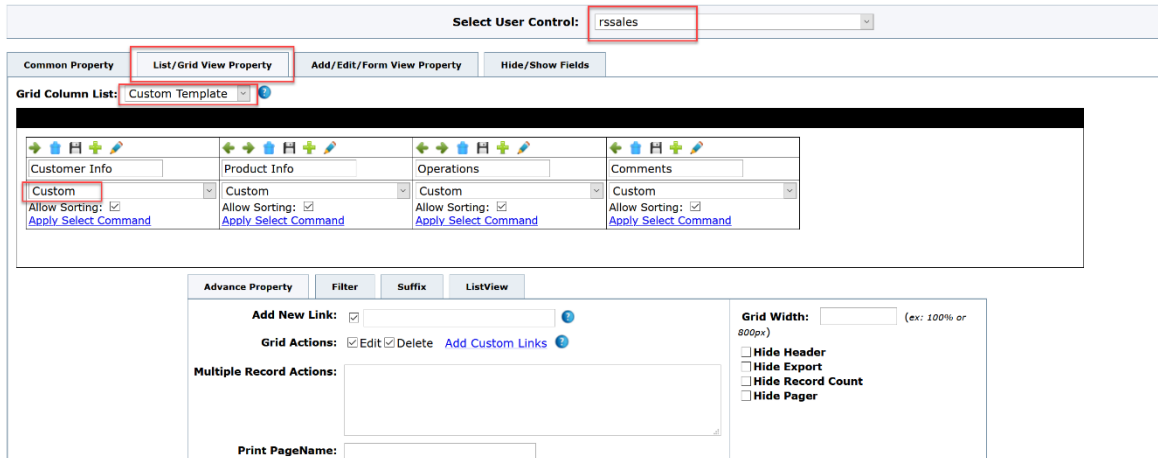 Select User Control: rssales
Common Property List/Grid View Property Add/Edit/Form View Property Hide/Show Fields
Grid Column List: Custom Template
Customer Info Product Info Operations Comments
Custom Custom Custom Custom
Allow Sorting: Allow Sorting: Allow Sorting: Allow Sorting:
Apply Select Command Apply Select Command Apply Select Command Apply Select Command
Advance Property Filter Suffix ListView
Add New Link: Grid Width: (ex: 100% or
800px)
Grid Actions: Edit Delete Add Custom Links
Hide Header
Hide Export
Multiple Record Actions: Hide Record Count
Hide Pager
Print PageName: